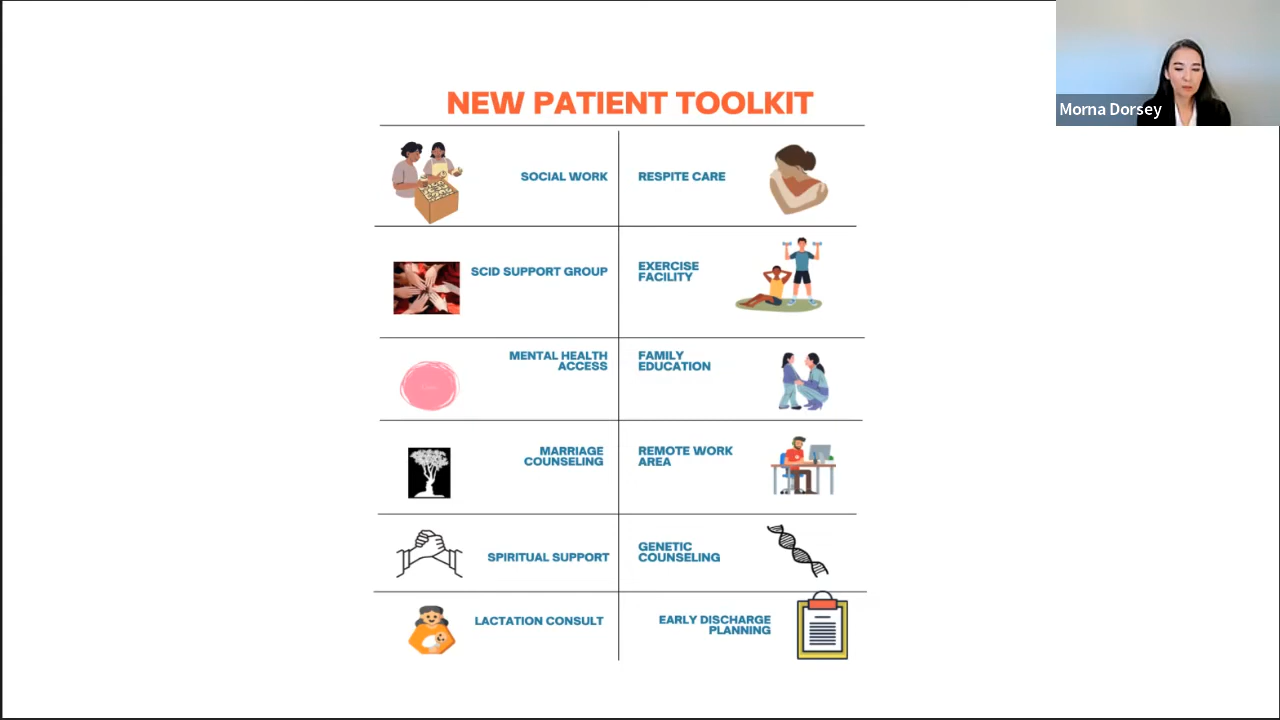 NEW PATIENT TOOLKIT
Morna Dorsey
SOCIAL WORK
RESPITE CARE
SCID SUPPORT GROUP
EXERCISE
FACILITY
MENTAL HEALTH
ACCESS
FAMILY
EDUCATION
MARRIAGE
COUNSELING
REMOTE WORK
AREA
SPIRITUAL SUPPORT
GENETIC
COUNSELING
LACTATION CONSULT
EARLY DISCHARGE
PLANNING